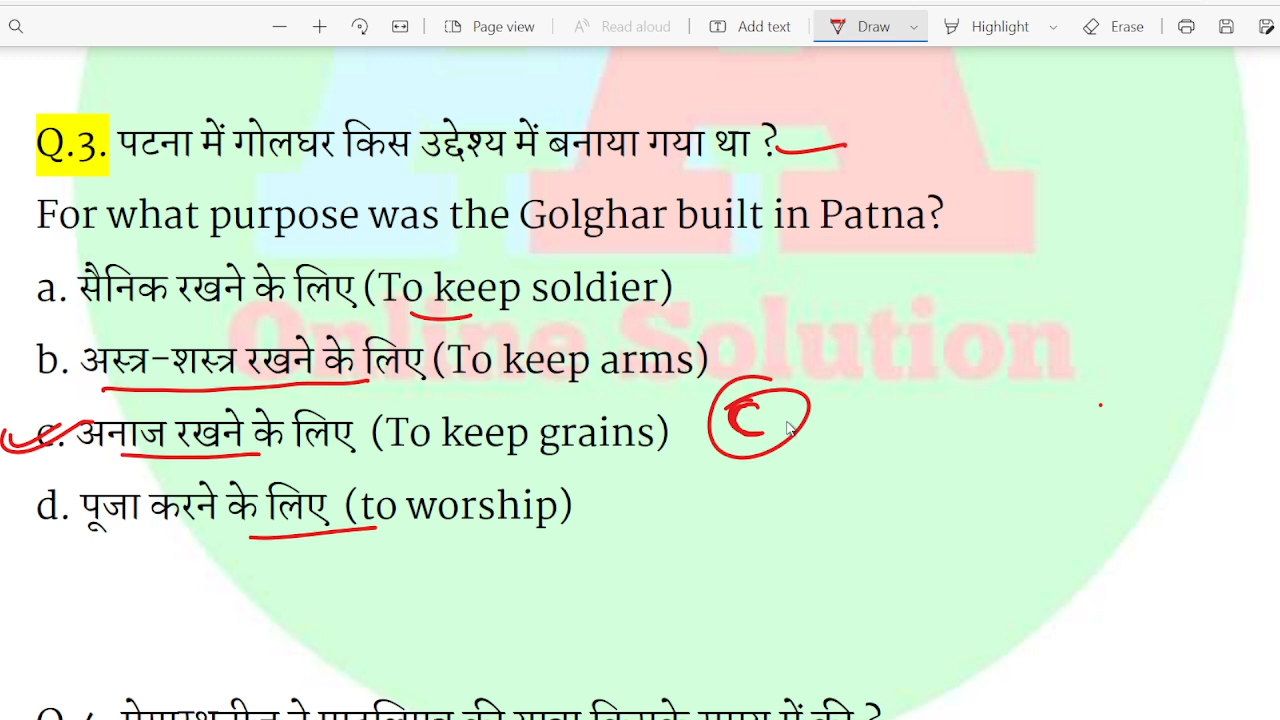 Page view
Read aloud
Add text
Draw
Highlight
Erase
Q.3. पटना में गोलघर किस उद्देश्य में बनाया गया था ?
For what purpose was the Golghar built in Patna?
a. सैनिक रखने के लिए (To keep soldier)
b. अस्त्र-शस्त्र रखने के लिए (To keep arms)
c. अनाज रखने के लिए (To keep grains)
C
d. पूजा करने के लिए (to worship)
Online Solution